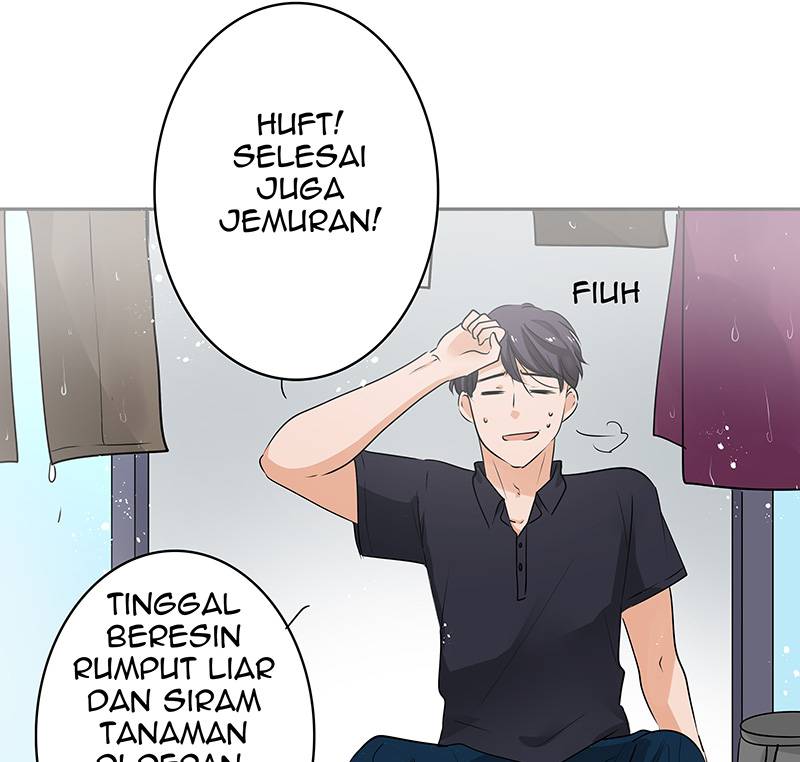 HUFT!
SELESAI
JUGA
JEMURAN!
FIUH
TINGGAL
BERESIN
RUMPUT LIAR
DAN SIRAM
TANAMAN